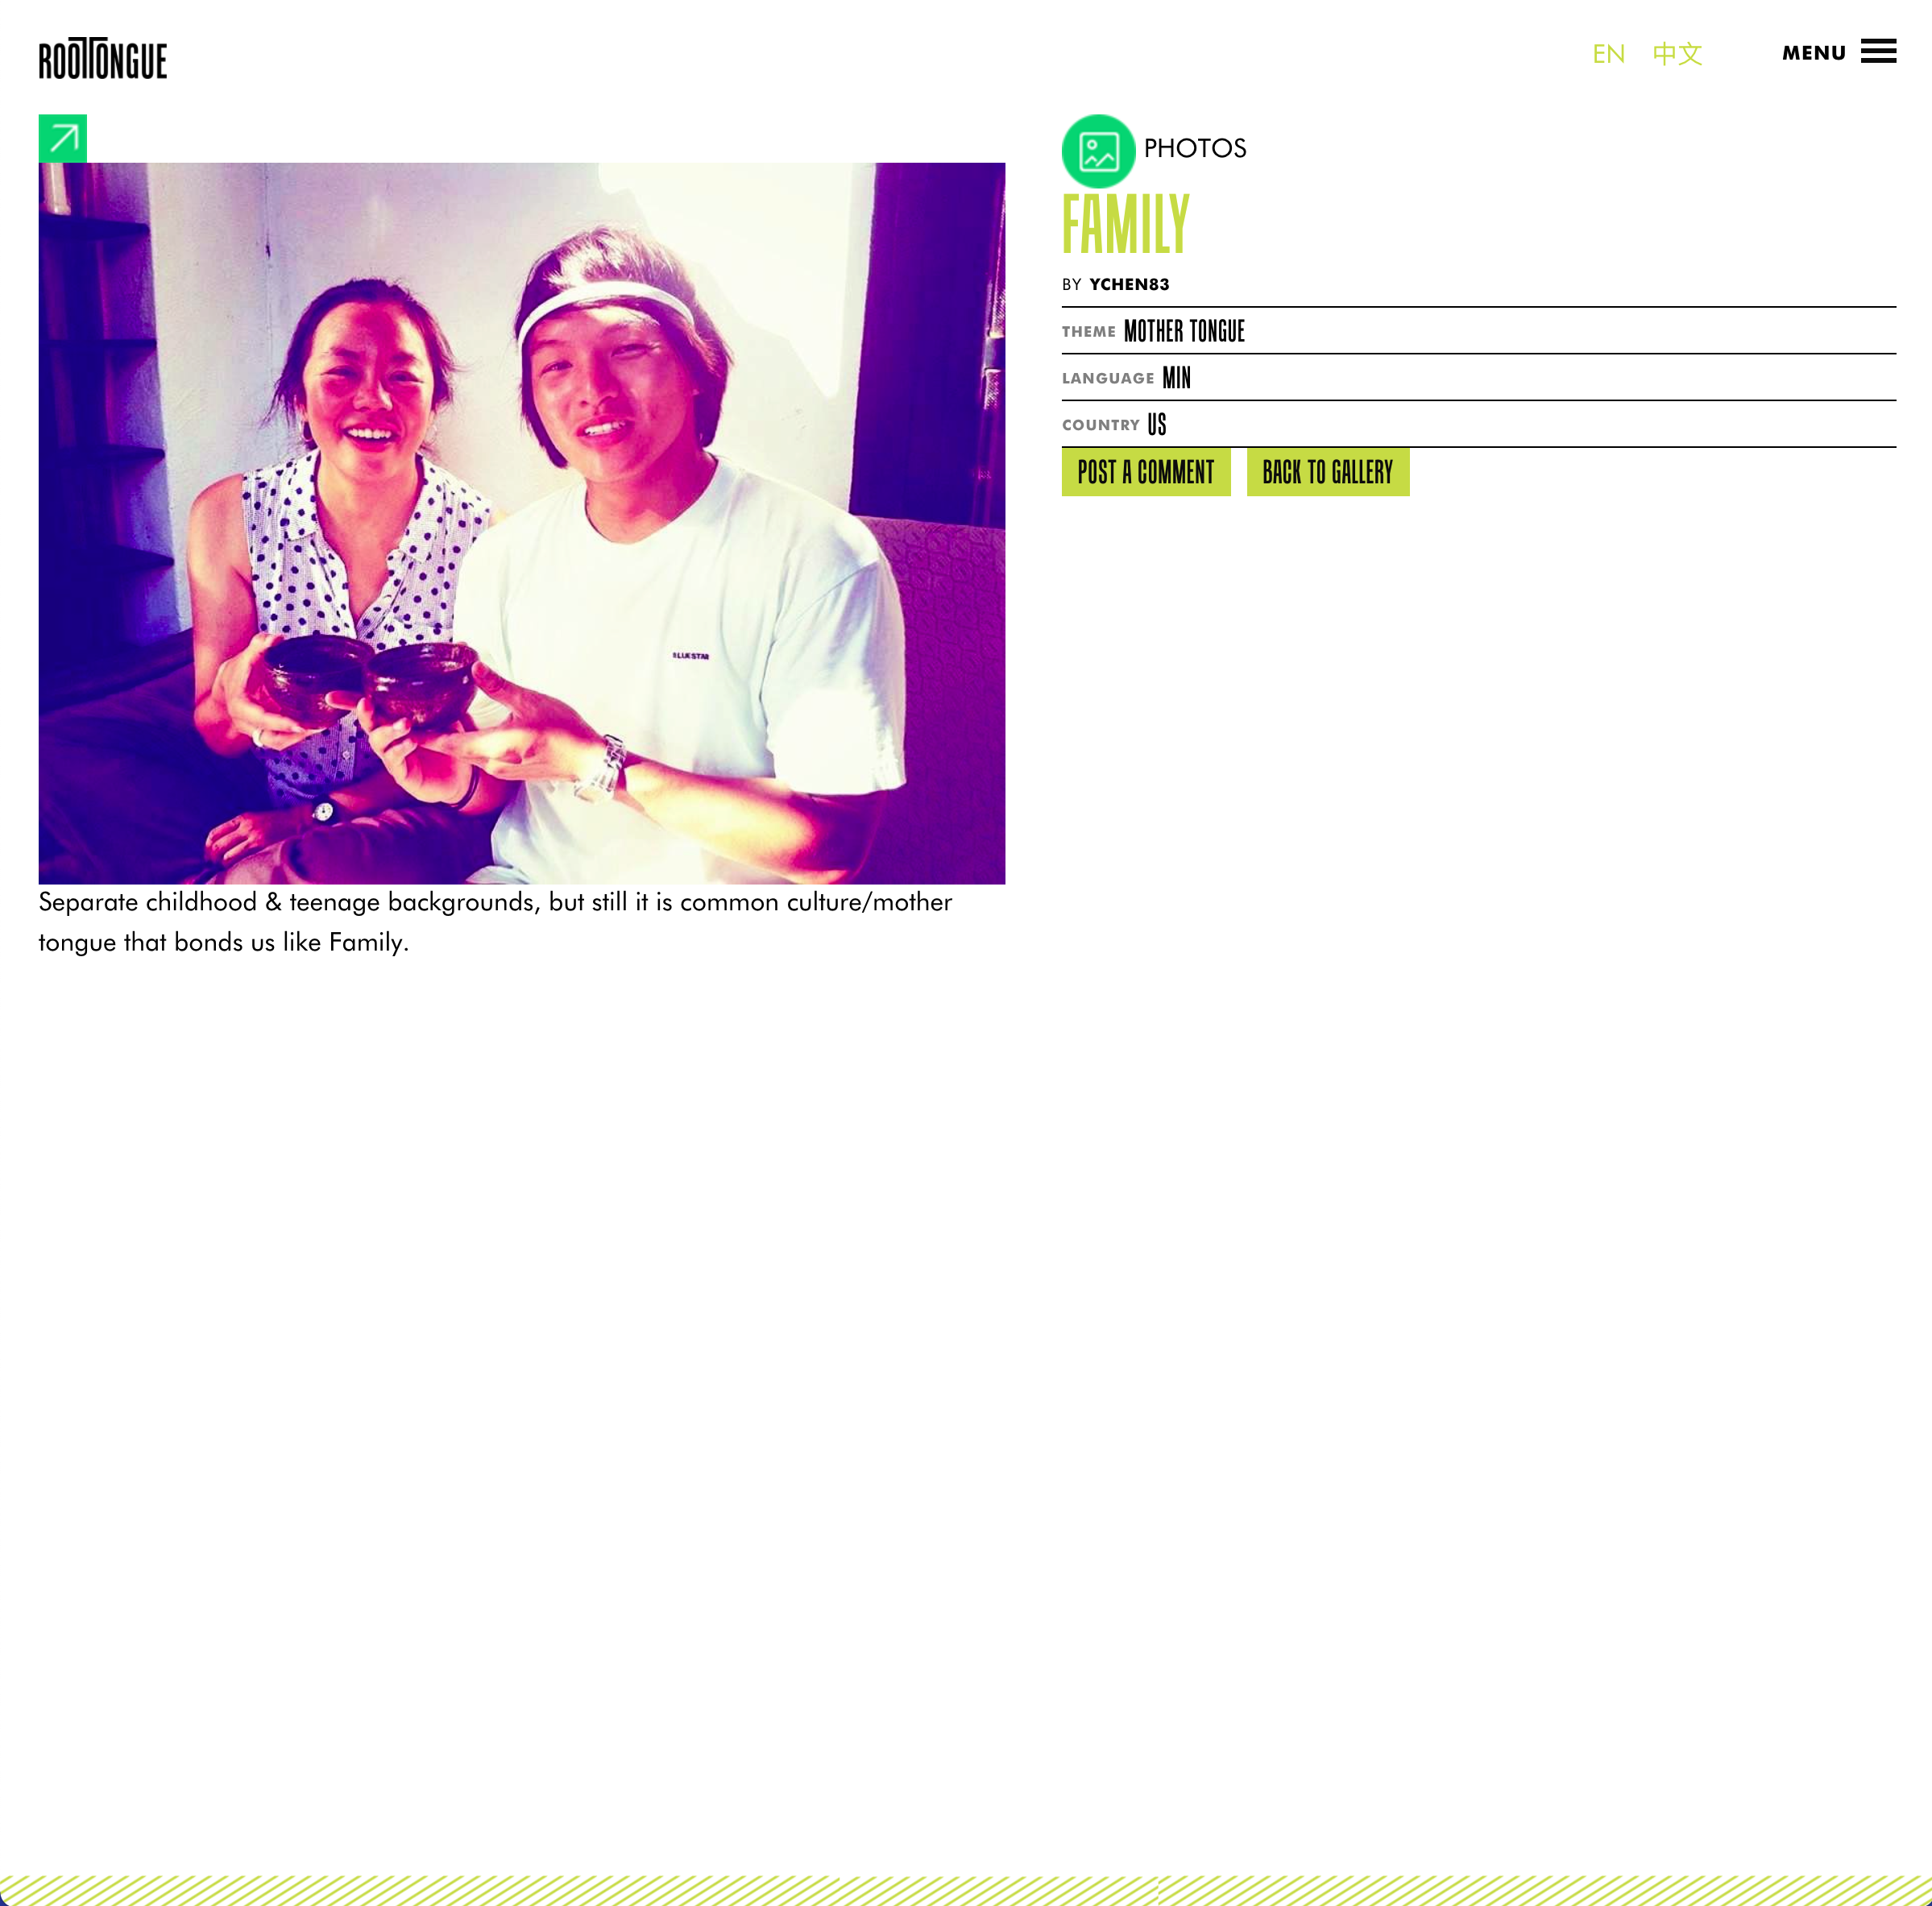 ROOTTONGUE
EN 中文 MENU
PHOTOS
FAMILY
BY YCHEN83
THEME MOTHER TONGUE
LANGUAGE MIN
COUNTRY US
POST A COMMENT BACK TO GALLERY
Separate childhood & teenage backgrounds, but still it is common culture/mother
tongue that bonds us like Family.